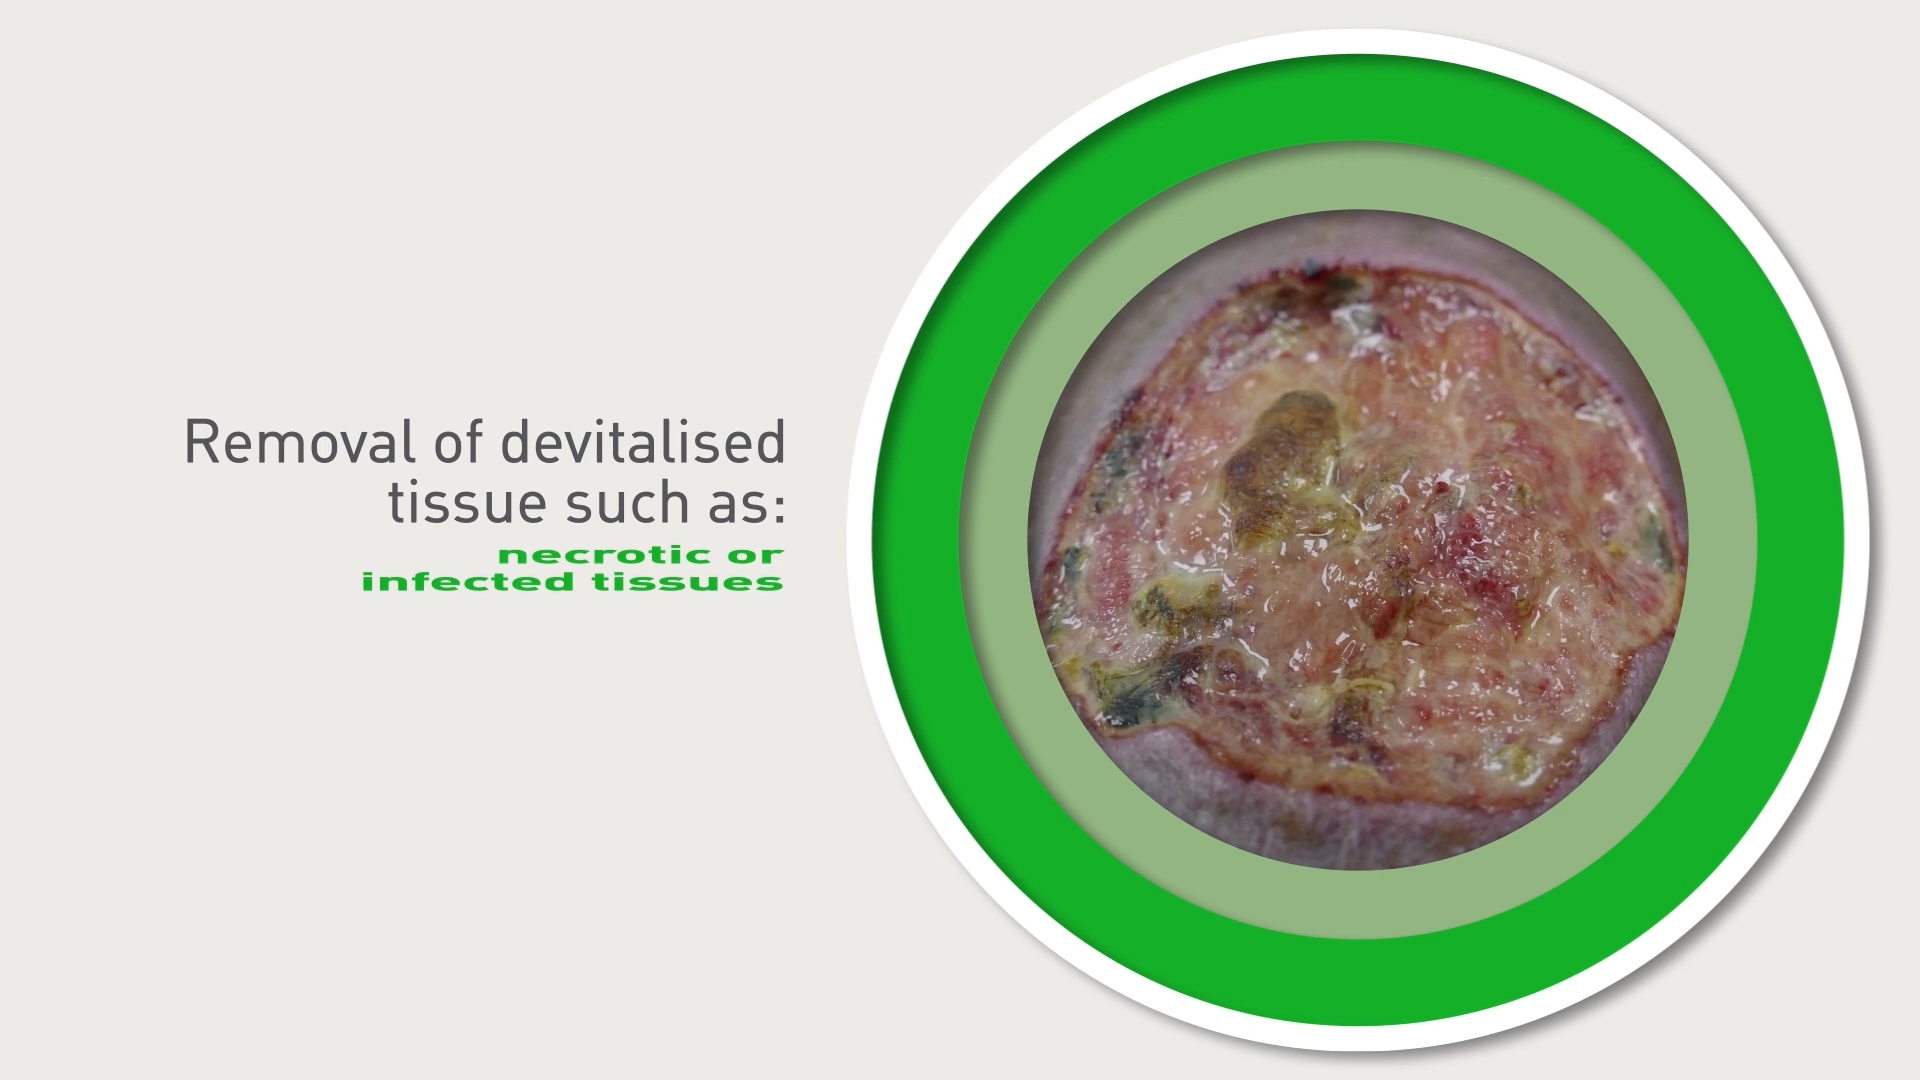 Removal of devitalised
tissue such as:
necrotic or
infected tissues